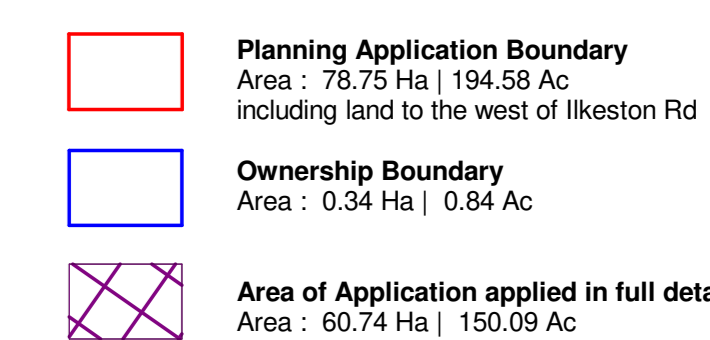 Planning Application Boundary
Area : 78.75 Ha | 194.58 Ac
including land to the west of Ilkeston Rd
Ownership Boundary
Area : 0.34 Ha | 0.84 Ac
Area of Application applied in full
Area : 60.74 Ha | 150.09 Ac